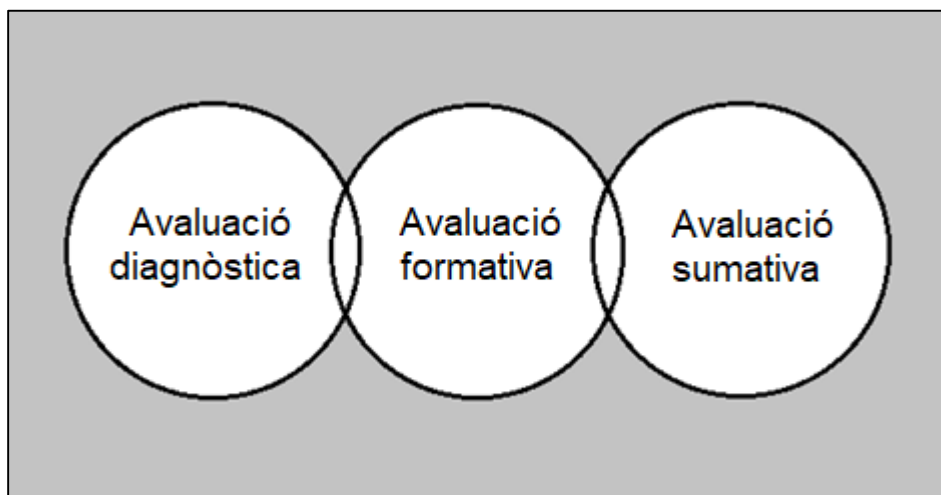 Avaluació
diagnòstica
Avaluació
formativa
Avaluació
sumativa